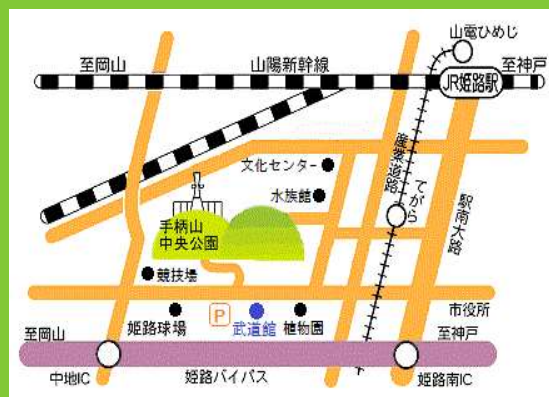 山電ひめじ
至岡山
山陽新幹線
至神戸
JR姫路駅
産業道路
文化センター
水族館
てがら
駅南大路
手柄山
中央公園
競技場
市役所
姫路球場
P
武道館
植物園
至岡山
至神戸
中地IC
姫路バイパス
姫路南IC